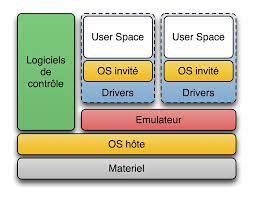 User Space
User Space
Logiciels
de
contrôle
OS invité
OS invité
Drivers
Drivers
Emulateur
OS hôte
Materiel